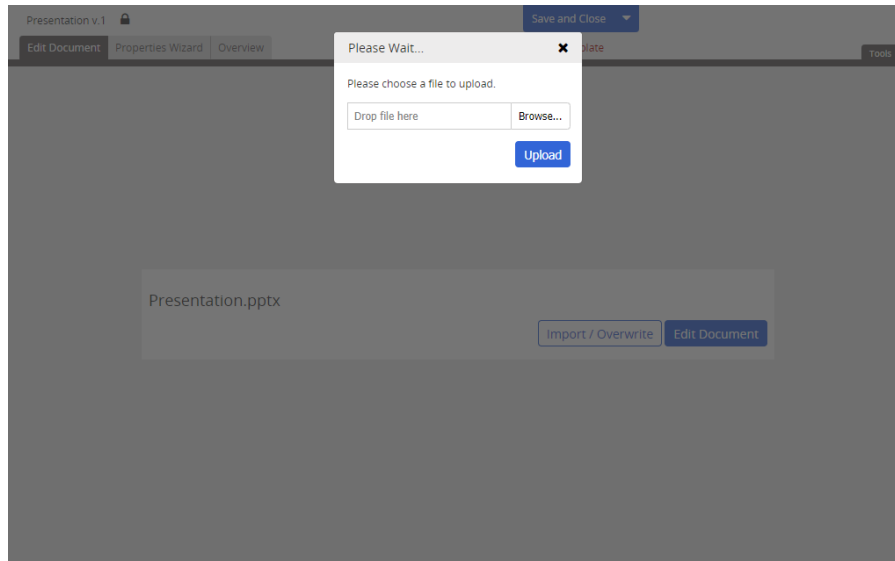 Presentation v.1
Save and Close
Edit Document
Properties Wizard
Overview
Tools
Please Wait...
Please choose a file to upload.
Drop file here
Browse...
Upload
Presentation.pptx
Import / Overwrite
Edit Document